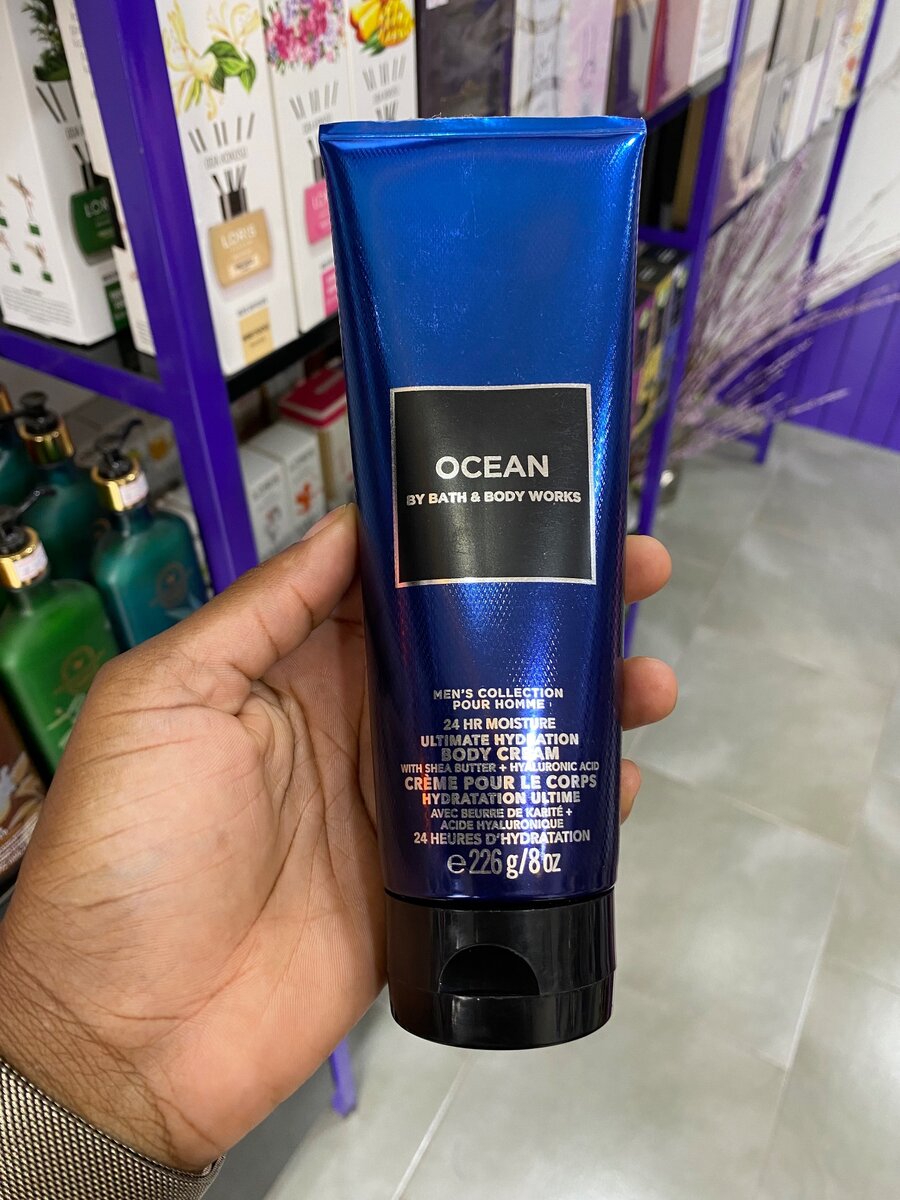 LORIS
LORIS
OCEAN
BY BATH & BODY WORKS
MEN'S COLLECTION
POUR HOMME
24 HR MOISTURE
ULTIMATE HYDRATION
BODY CREAM
WITH SHEA BUTTER + HYALURONIC ACID
CRÈME POUR LE CORPS
HYDRATATION ULTIME
AVEC BEURRE DE KARITÉ +
ACIDE HYALURONIQUE
24 HEURES D'HYDRATATION
℮ 226 g/8 oz